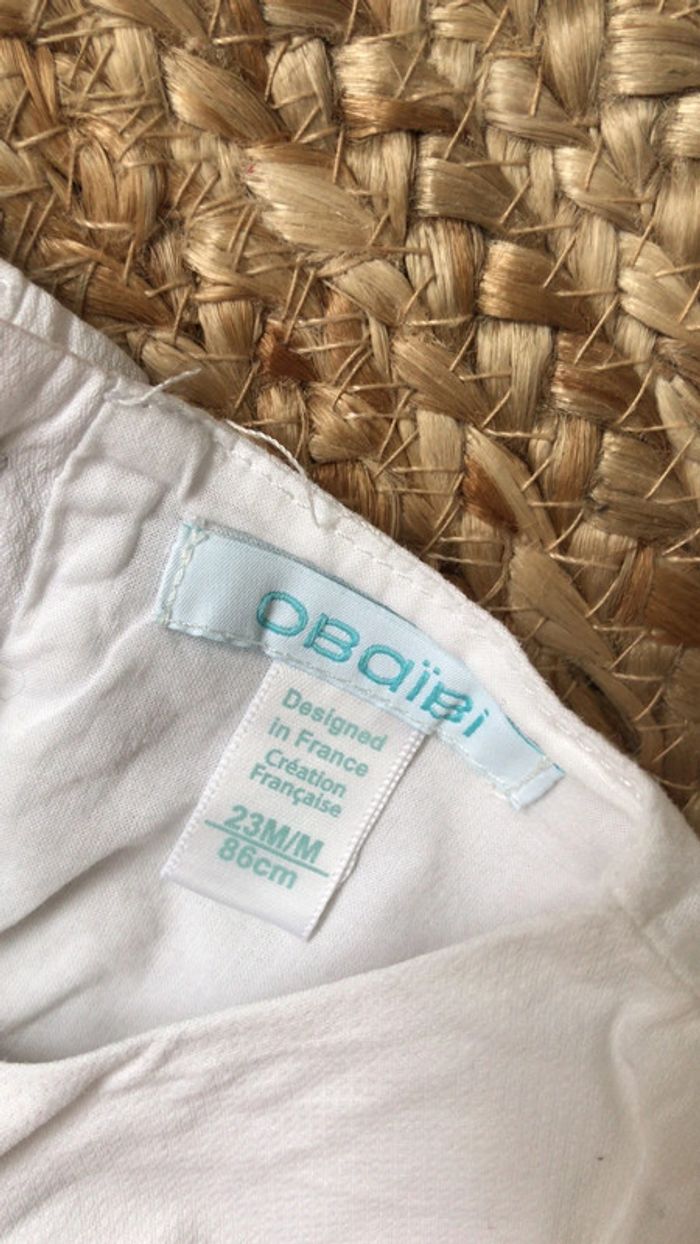 OBaïBi
Designed
in France
Création
Française
23M/M
86cm